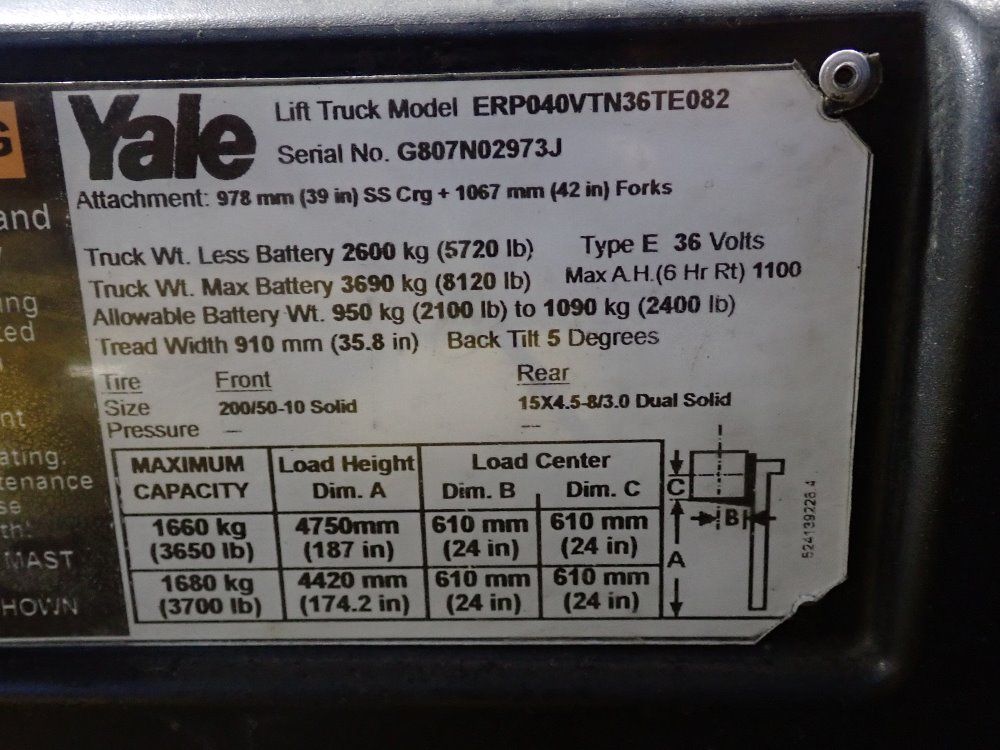 G
and
ing
ted
nt
ating.
tenance
se
th:
MAST
HOWN
Yale
Lift Truck Model ERP040VTN36TE082
Serial No. G807N02973J
Attachment: 978 mm (39 in) SS Crg + 1067 mm (42 in) Forks
Truck Wt. Less Battery 2600 kg (5720 lb) Type E 36 Volts
Truck Wt. Max Battery 3690 kg (8120 lb) Max A.H.(6 Hr Rt) 1100
Allowable Battery Wt. 950 kg (2100 lb) to 1090 kg (2400 lb)
Tread Width 910 mm (35.8 in) Back Tilt 5 Degrees
Tire Front Rear
Size 200/50-10 Solid 15X4.5-8/3.0 Dual Solid
Pressure — --
MAXIMUM Load Height Load Center
CAPACITY Dim. A Dim. B Dim. C
1660 kg 4750mm 610 mm 610 mm
(3650 lb) (187 in) (24 in) (24 in)
1680 kg 4420 mm 610 mm 610 mm
(3700 lb) (174.2 in) (24 in) (24 in)
C
B
A
524139226 4